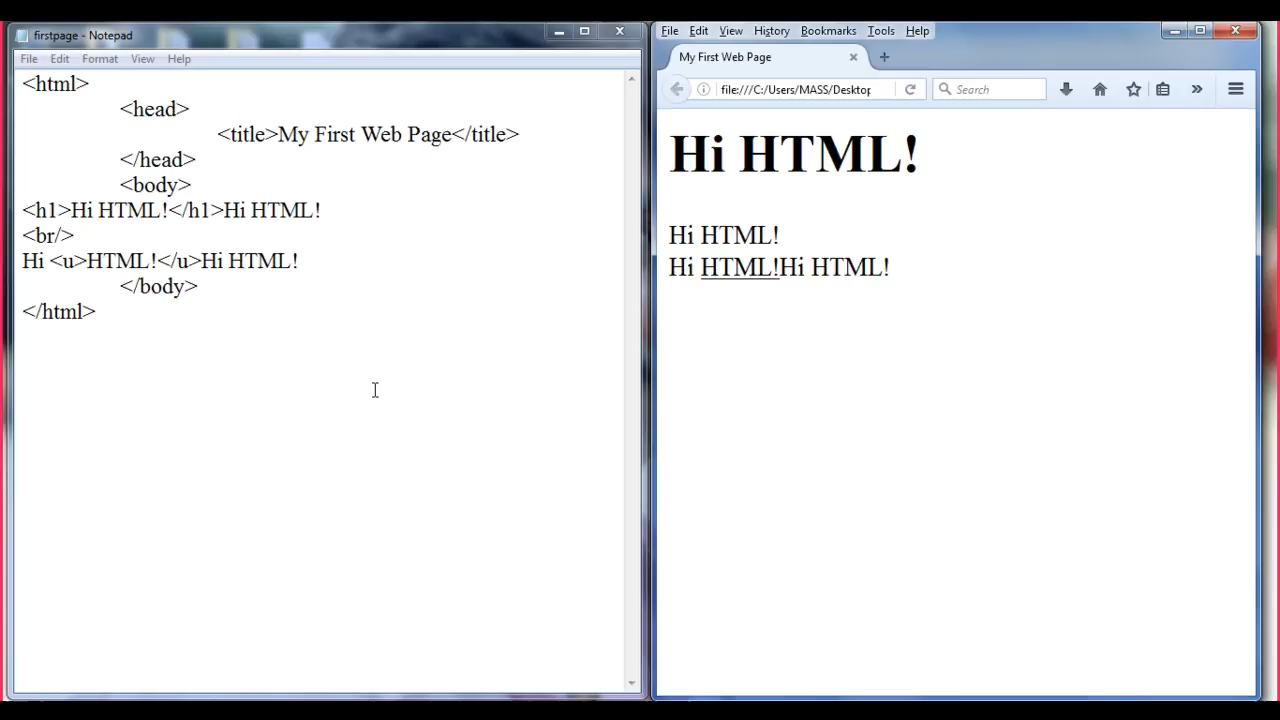 firstpage - Notepad
File Edit Format View Help
<html>
<head>
<title>My First Web Page</title>
</head>
<body>
<h1>Hi HTML!</h1>Hi HTML!
<br/>
Hi <u>HTML!</u>Hi HTML!
</body>
</html>
File Edit View History Bookmarks Tools Help
My First Web Page
file:///C:/Users/MASS/Desktop
Search
Hi HTML!
Hi HTML!
Hi HTML!Hi HTML!